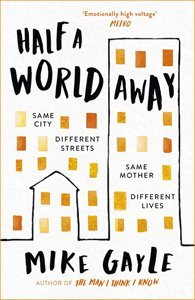 'Emotionally high voltage'
METRO
HALF A
WORLD
AWAY
SAME
CITY
DIFFERENT
STREETS
SAME
MOTHER
DIFFERENT
LIVES
MIKE GAYLE
AUTHOR OF THE MAN I THINK I KNOW